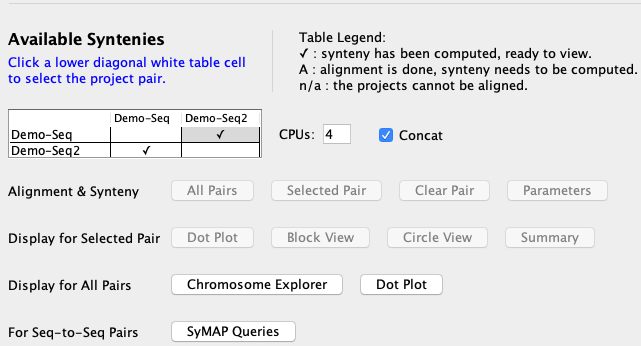 Available Syntenies
Click a lower diagonal white table cell
to select the project pair.
Table Legend:
✓ : synteny has been computed, ready to view.
A : alignment is done, synteny needs to be computed.
n/a : the projects cannot be aligned.
Demo-Seq Demo-Seq2
Demo-Seq ✓
Demo-Seq2 ✓
CPUs: 4 Concat
Alignment & Synteny All Pairs Selected Pair Clear Pair Parameters
Display for Selected Pair Dot Plot Block View Circle View Summary
Display for All Pairs Chromosome Explorer Dot Plot
For Seq-to-Seq Pairs SyMAP Queries